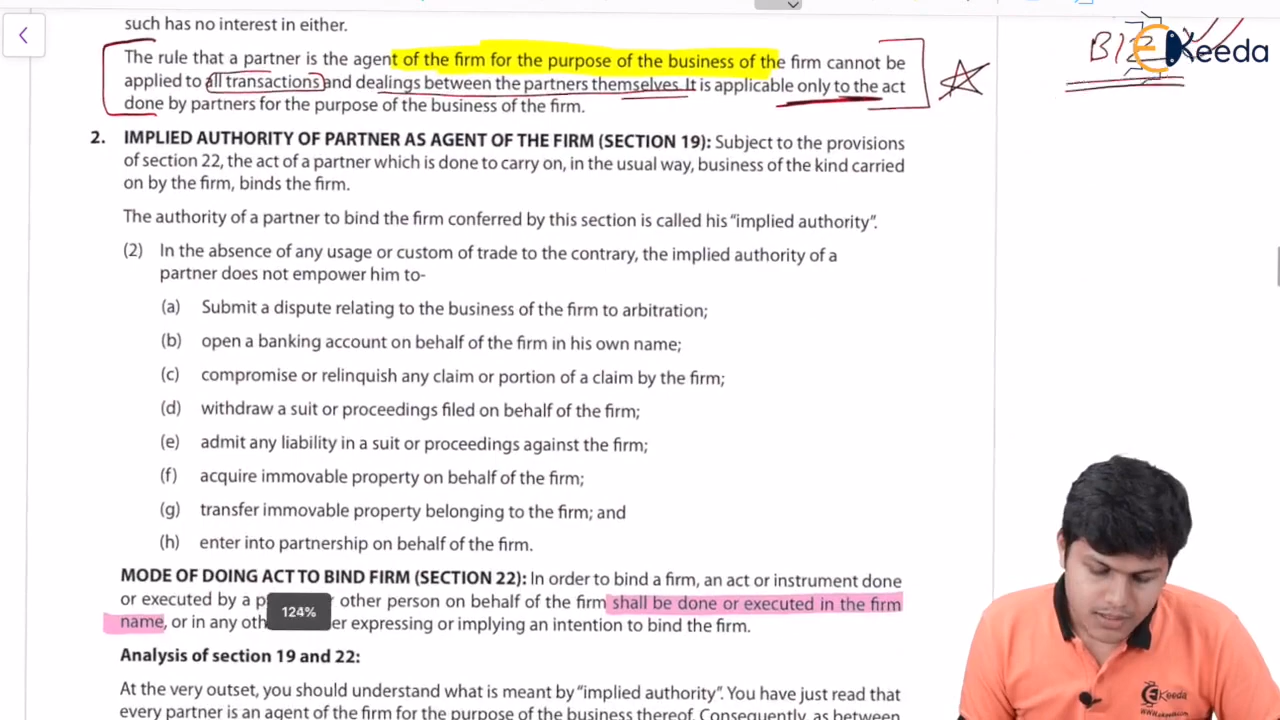 such has no interest in either.
The rule that a partner is the agent of the firm for the purpose of the business of the firm cannot be
applied to all transactions and dealings between the partners themselves. It is applicable only to the act
done by partners for the purpose of the business of the firm.
2. IMPLIED AUTHORITY OF PARTNER AS AGENT OF THE FIRM (SECTION 19): Subject to the provisions
of section 22, the act of a partner which is done to carry on, in the usual way, business of the kind carried
on by the firm, binds the firm.
The authority of a partner to bind the firm conferred by this section is called his "implied authority".
(2) In the absence of any usage or custom of trade to the contrary, the implied authority of a
partner does not empower him to-
(a) Submit a dispute relating to the business of the firm to arbitration;
(b) open a banking account on behalf of the firm in his own name;
(c) compromise or relinquish any claim or portion of a claim by the firm;
(d) withdraw a suit or proceedings filed on behalf of the firm;
(e) admit any liability in a suit or proceedings against the firm;
(f) acquire immovable property on behalf of the firm;
(g) transfer immovable property belonging to the firm; and
(h) enter into partnership on behalf of the firm.
MODE OF DOING ACT TO BIND FIRM (SECTION 22): In order to bind a firm, an act or instrument done
or executed by a other person on behalf of the firm shall be done or executed in the firm
name, or in any expressing or implying an intention to bind the firm.
124%
Analysis of section 19 and 22:
At the very outset, you should understand what is meant by "implied authority". You have just read that
every partner is an agent of the firm for the purpose of the business thereof. Consequently, as between
Ekeeda
Ekeeda